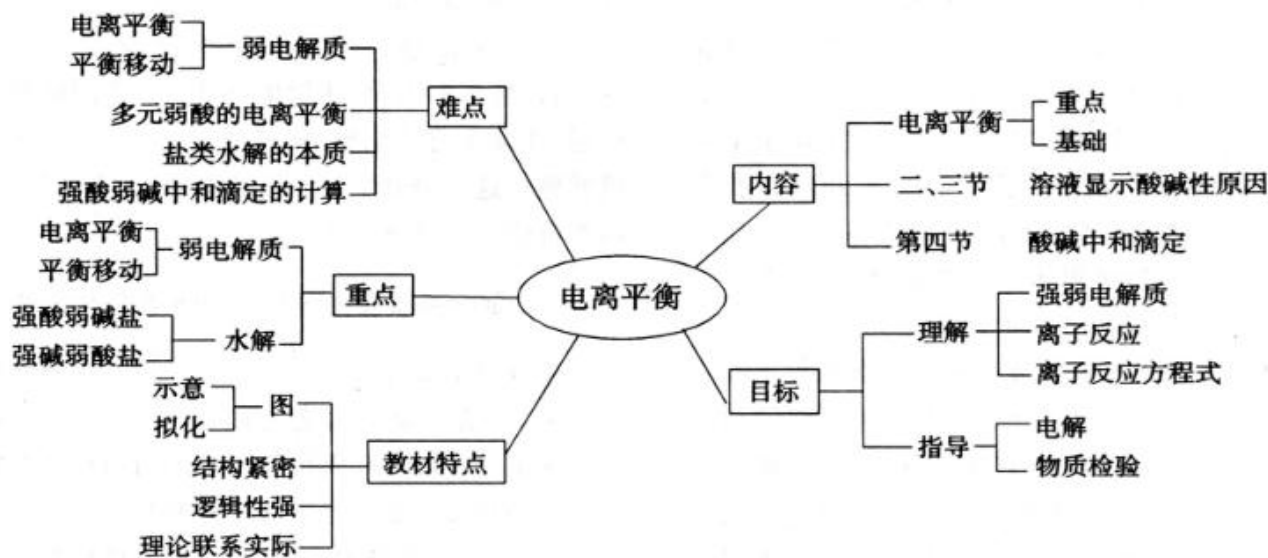 电离平衡
平衡移动
弱电解质
多元弱酸的电离平衡
盐类水解的本质
强酸弱碱中和滴定的计算
难点
电离平衡
平衡移动
弱电解质
强酸弱碱盐
强碱弱酸盐
水解
重点
示意
拟化
图
结构紧密
逻辑性强
理论联系实际
教材特点
电离平衡
内容
电离平衡
重点
基础
二、三节 溶液显示酸碱性原因
第四节 酸碱中和滴定
目标
理解
强弱电解质
离子反应
离子反应方程式
指导
电解
物质检验